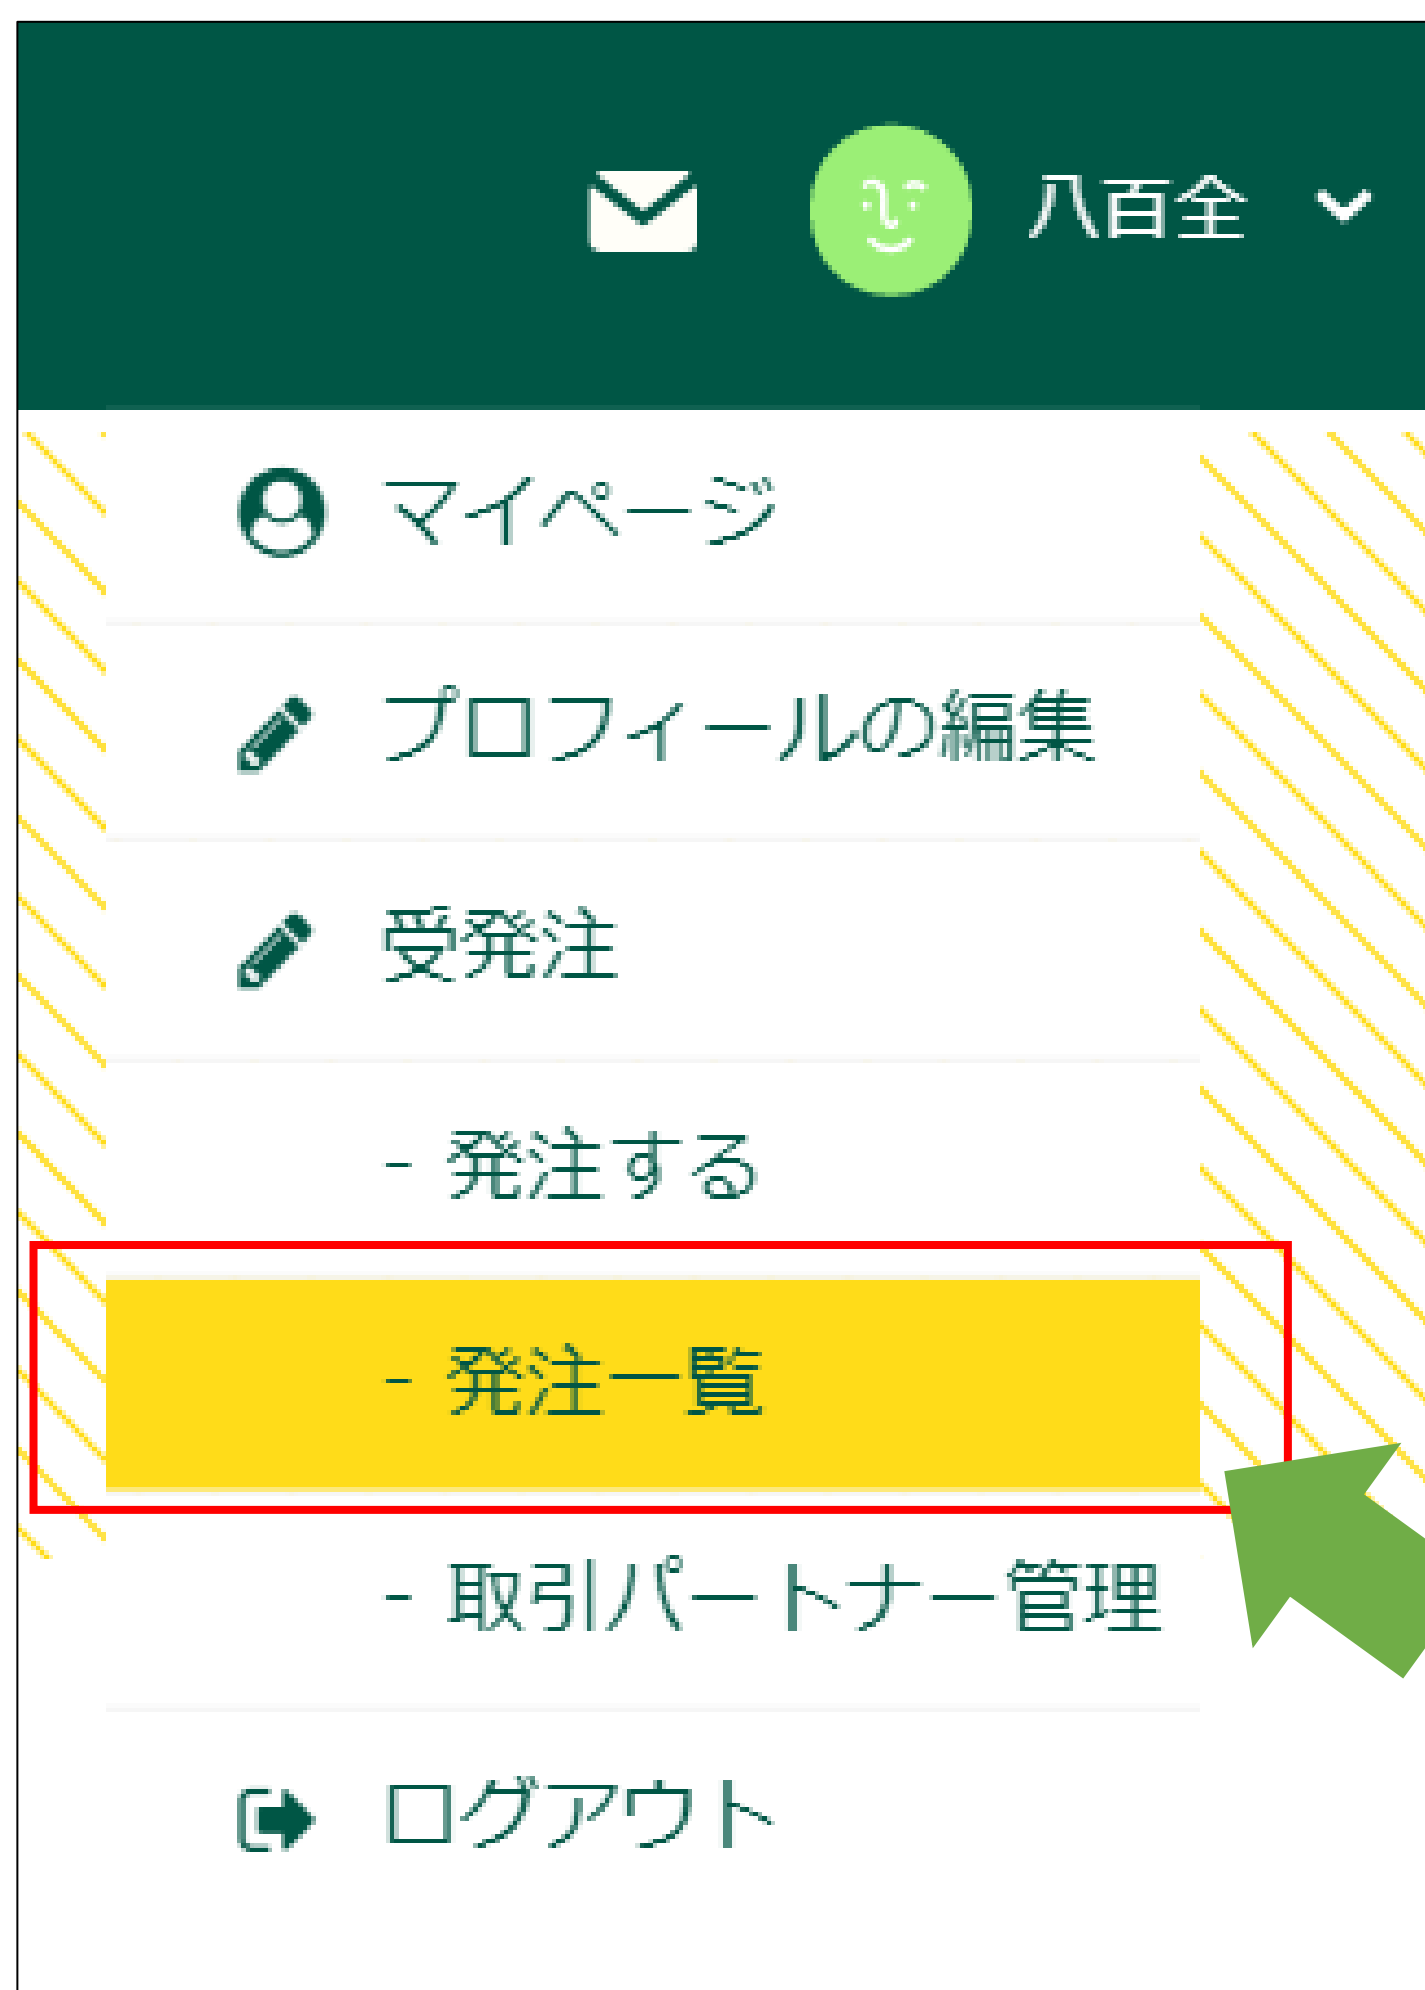 八百全
マイページ
プロフィールの編集
受発注
- 発注する
- 発注一覧
- 取引パートナー管理
ログアウト